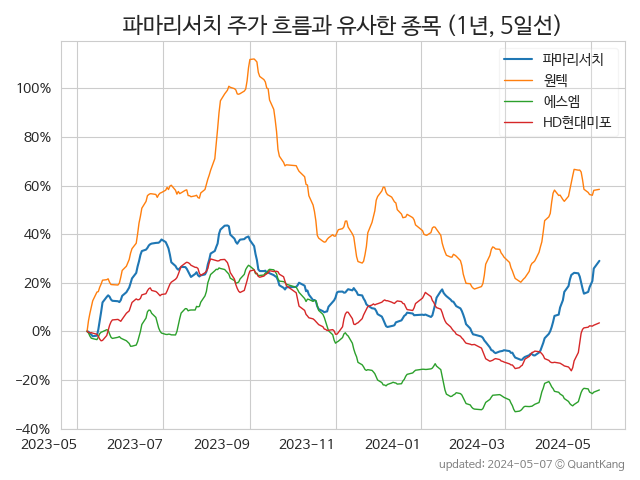 파마리서치 주가 흐름과 유사한 종목 (1년, 5일선)
파마리서치
원텍
에스엠
HD현대미포
100%
80%
60%
40%
20%
0%
−20%
−40%
2023-05
2023-07
2023-09
2023-11
2024-01
2024-03
2024-05
updated: 2024-05-07 © QuantKang